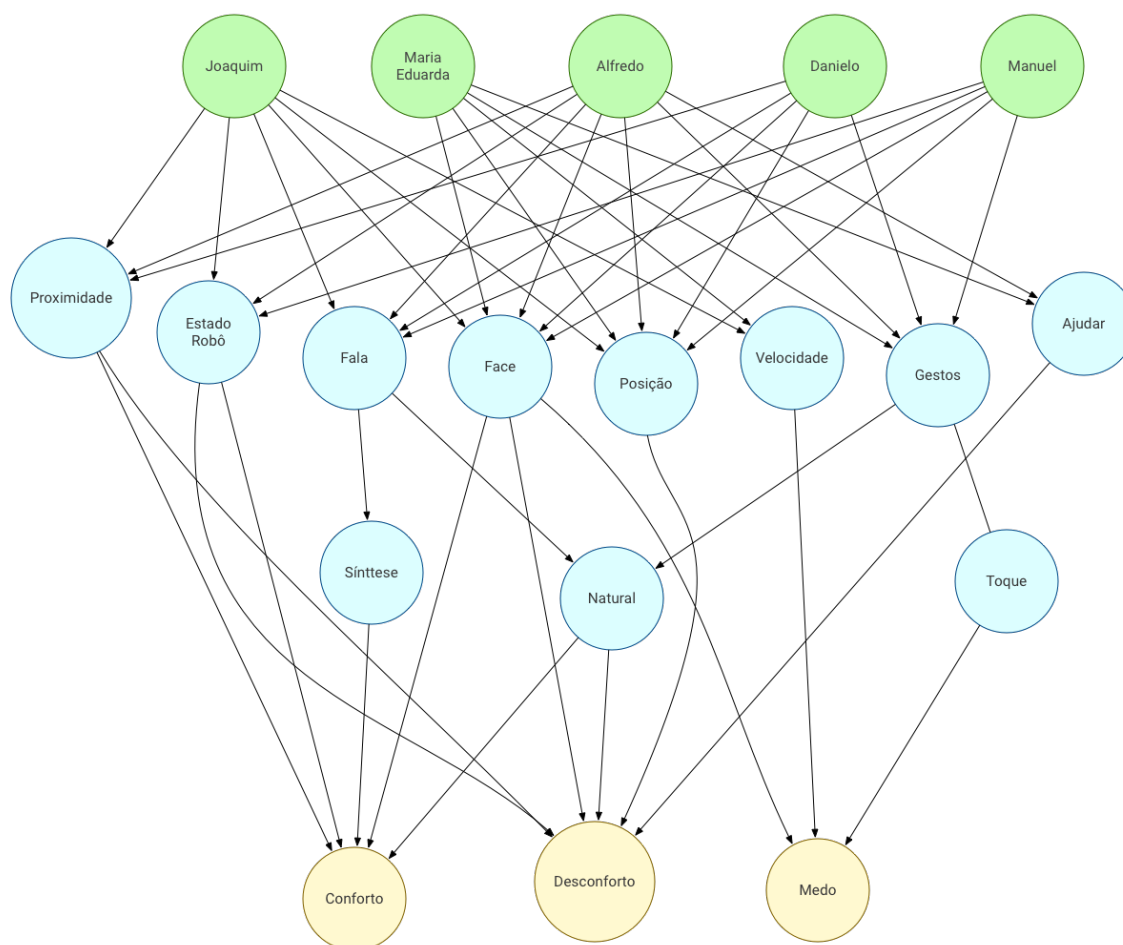 Joaquim
Maria
Eduarda
Alfredo
Danielo
Manuel
Proximidade
Estado
Robô
Fala
Face
Posição
Velocidade
Gestos
Ajudar
Sínttese
Natural
Toque
Conforto
Desconforto
Medo